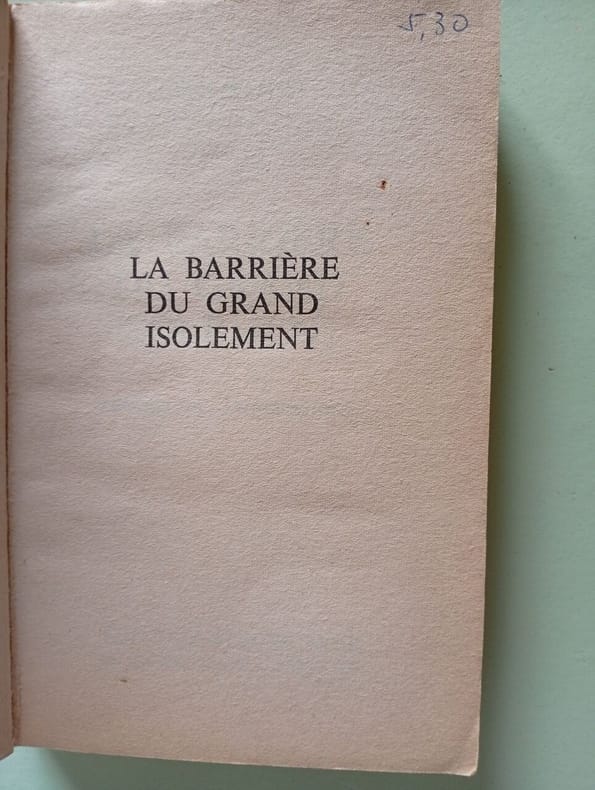 5,30
LA BARRIÈRE
DU GRAND
ISOLEMENT